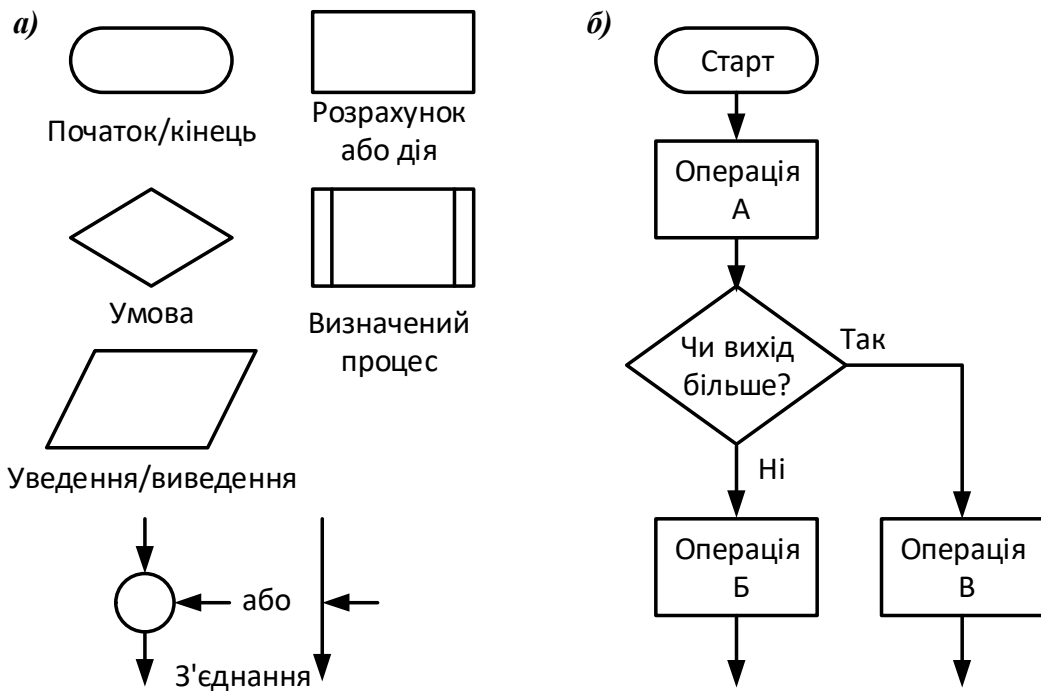 а)
Початок/кінець
Розрахунок
або дія
Умова
Визначений
процес
Уведення/виведення
або
З'єднання
б)
Старт
Операція
А
Чи вихід
більше?
Так
Ні
Операція
Б
Операція
В